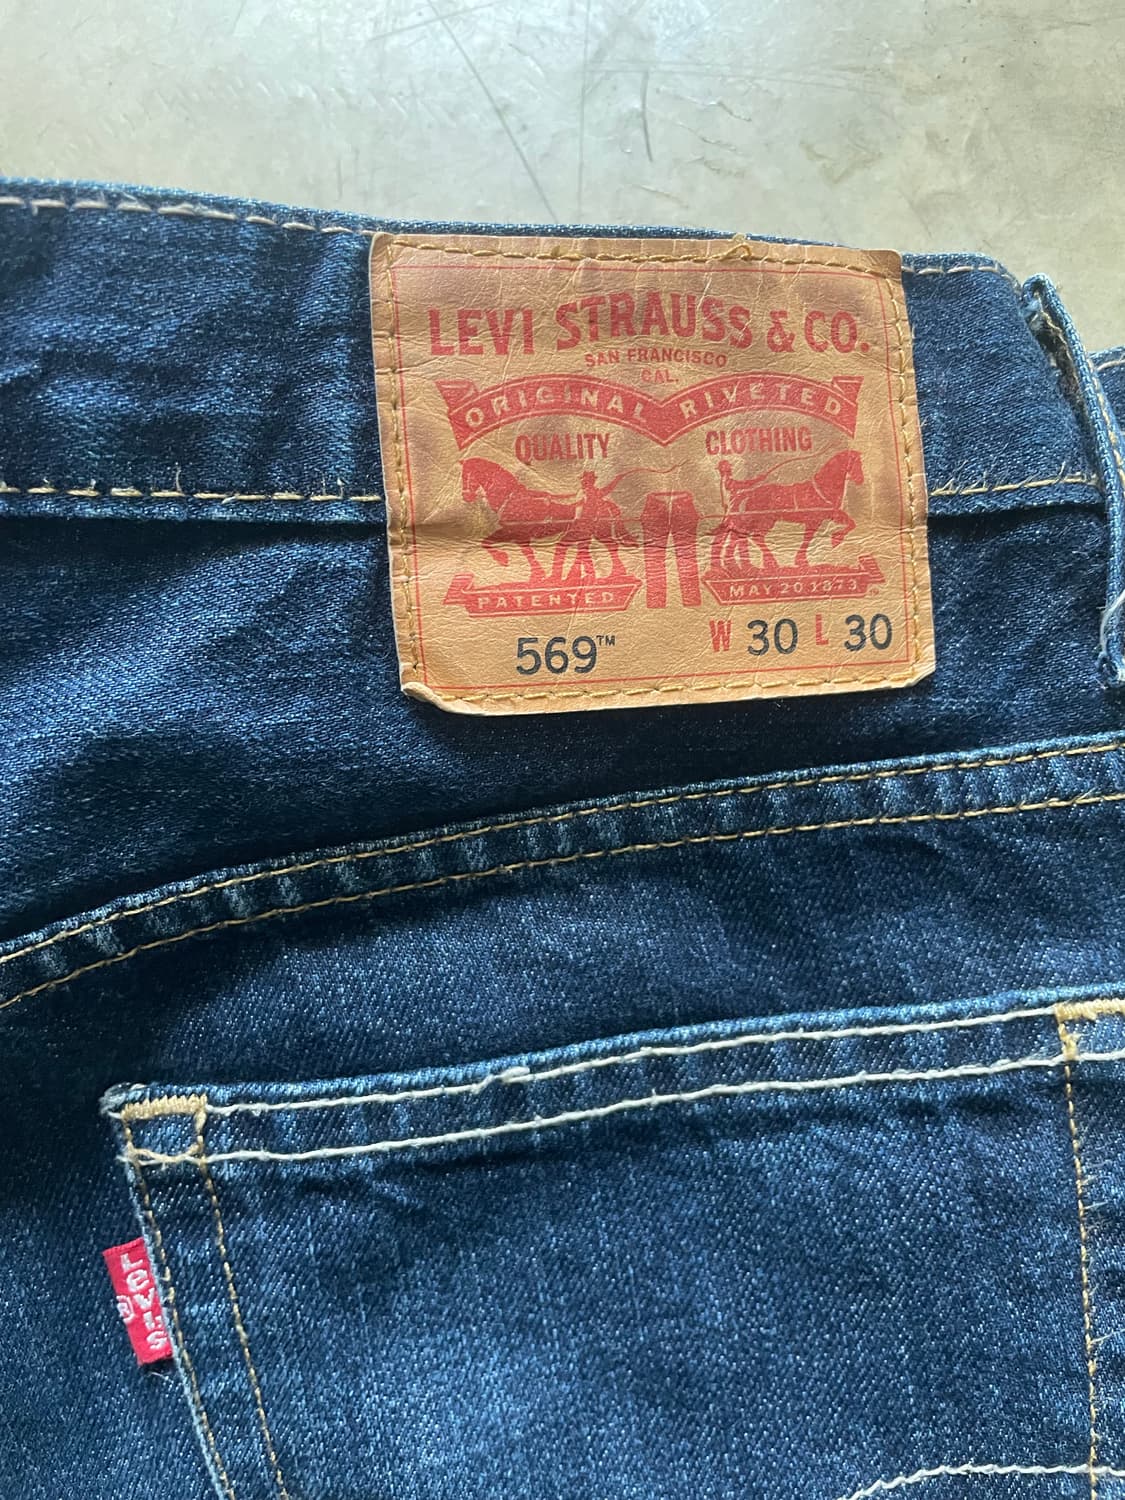 LEVI STRAUSS & CO.
SAN FRANCISCO
CAL.
ORIGINAL RIVETED
QUALITY CLOTHING
PATENTED MAY 20 1873
569™ W 30 L 30
LEVI'S
®